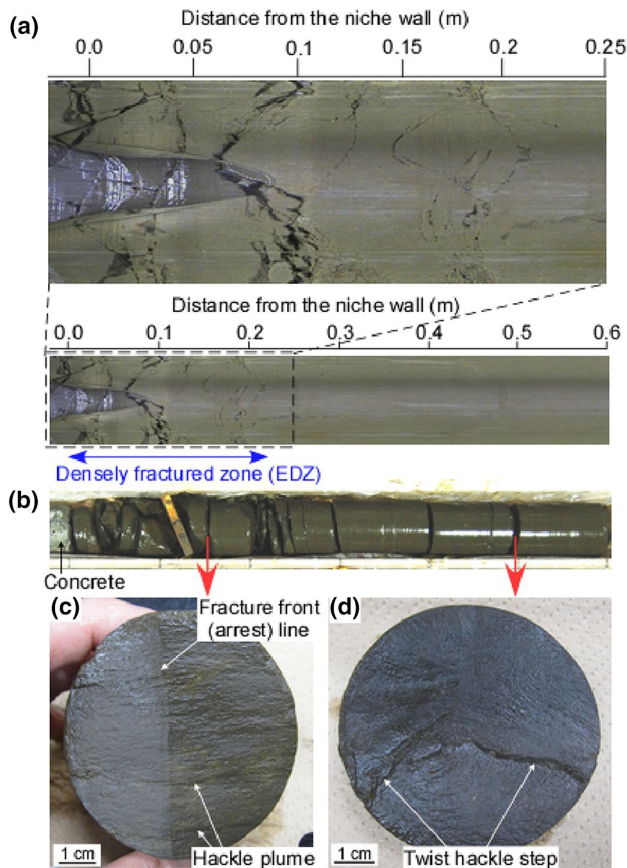 (a)
Distance from the niche wall (m)
0.0 0.05 0.1 0.15 0.2 0.25
Distance from the niche wall (m)
0.0 0.1 0.2 0.3 0.4 0.5 0.6
Densely fractured zone (EDZ)
(b)
Concrete
(c)
Fracture front
(arrest) line
(d)
Hackle plume
1 cm
Twist hackle step
1 cm